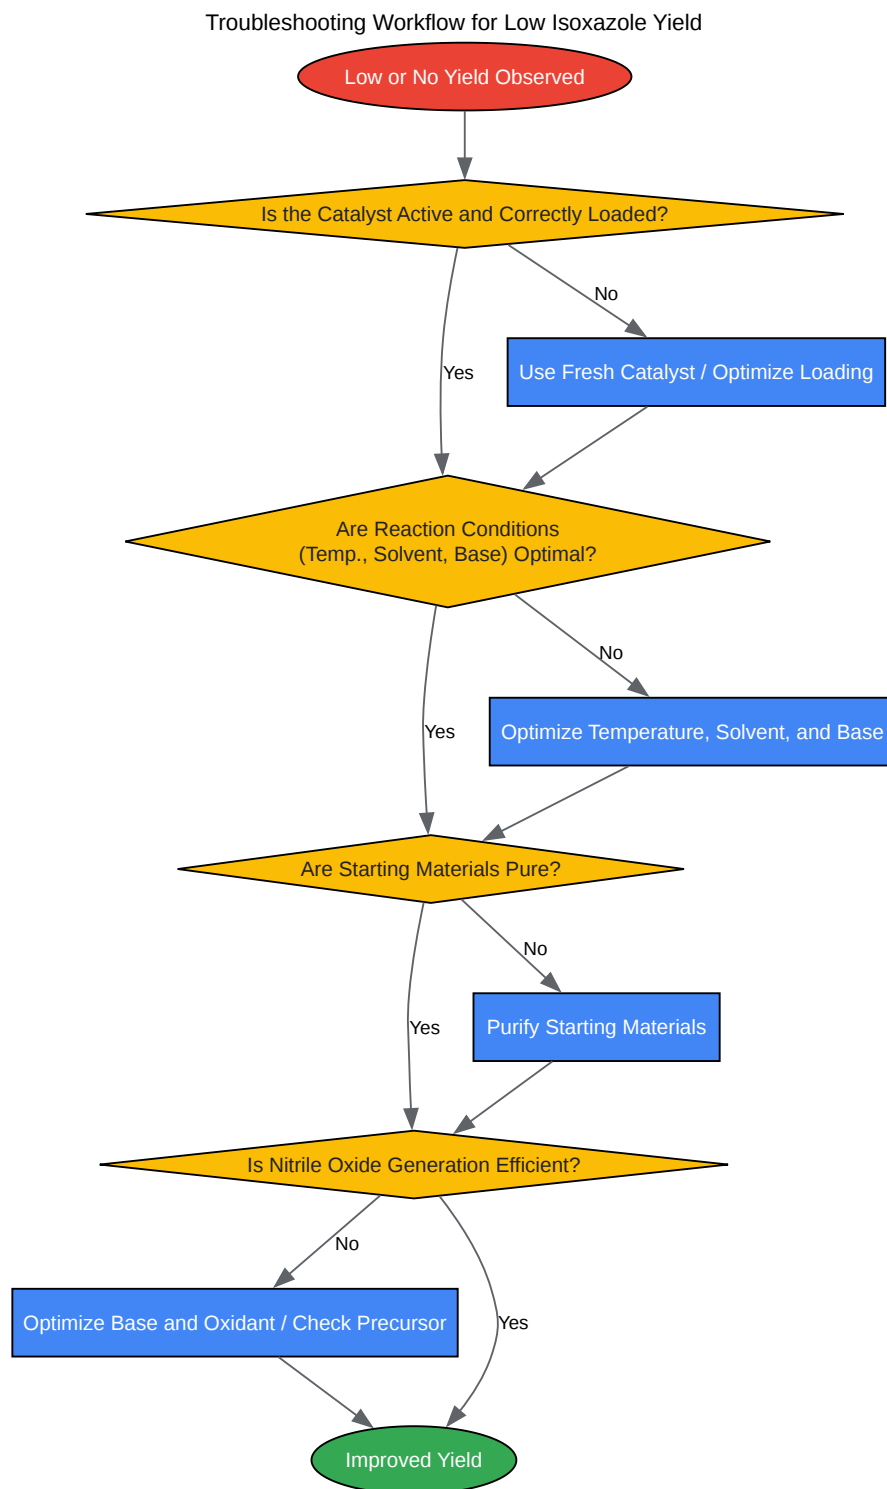 Troubleshooting Workflow for Low Isoxazole Yield
Low or No Yield Observed
Is the Catalyst Active and Correctly Loaded?
No
Yes
Use Fresh Catalyst / Optimize Loading
Are Reaction Conditions
(Temp., Solvent, Base) Optimal?
No
Yes
Optimize Temperature, Solvent, and Base
Are Starting Materials Pure?
No
Yes
Purify Starting Materials
Is Nitrile Oxide Generation Efficient?
No
Yes
Optimize Base and Oxidant / Check Precursor
Improved Yield